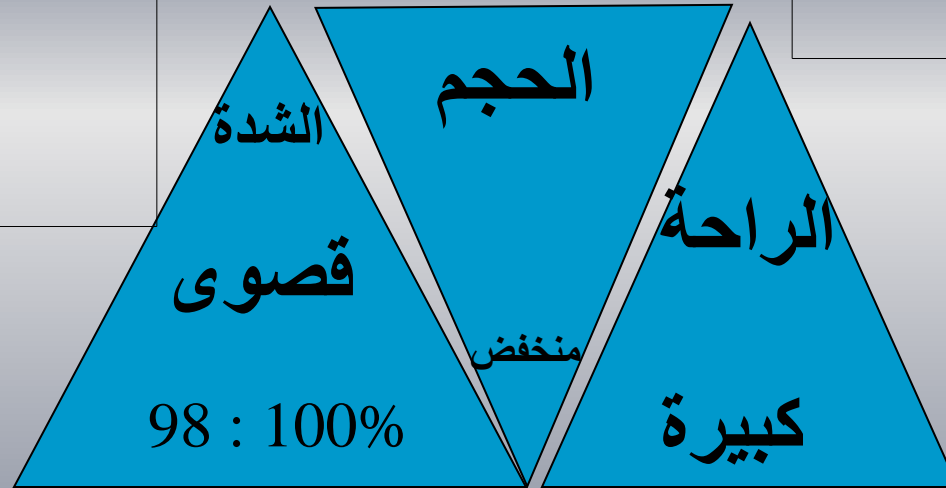 الشدة
قصوى
98 : 100%
الحجم
منخفض
الراحة
كبيرة